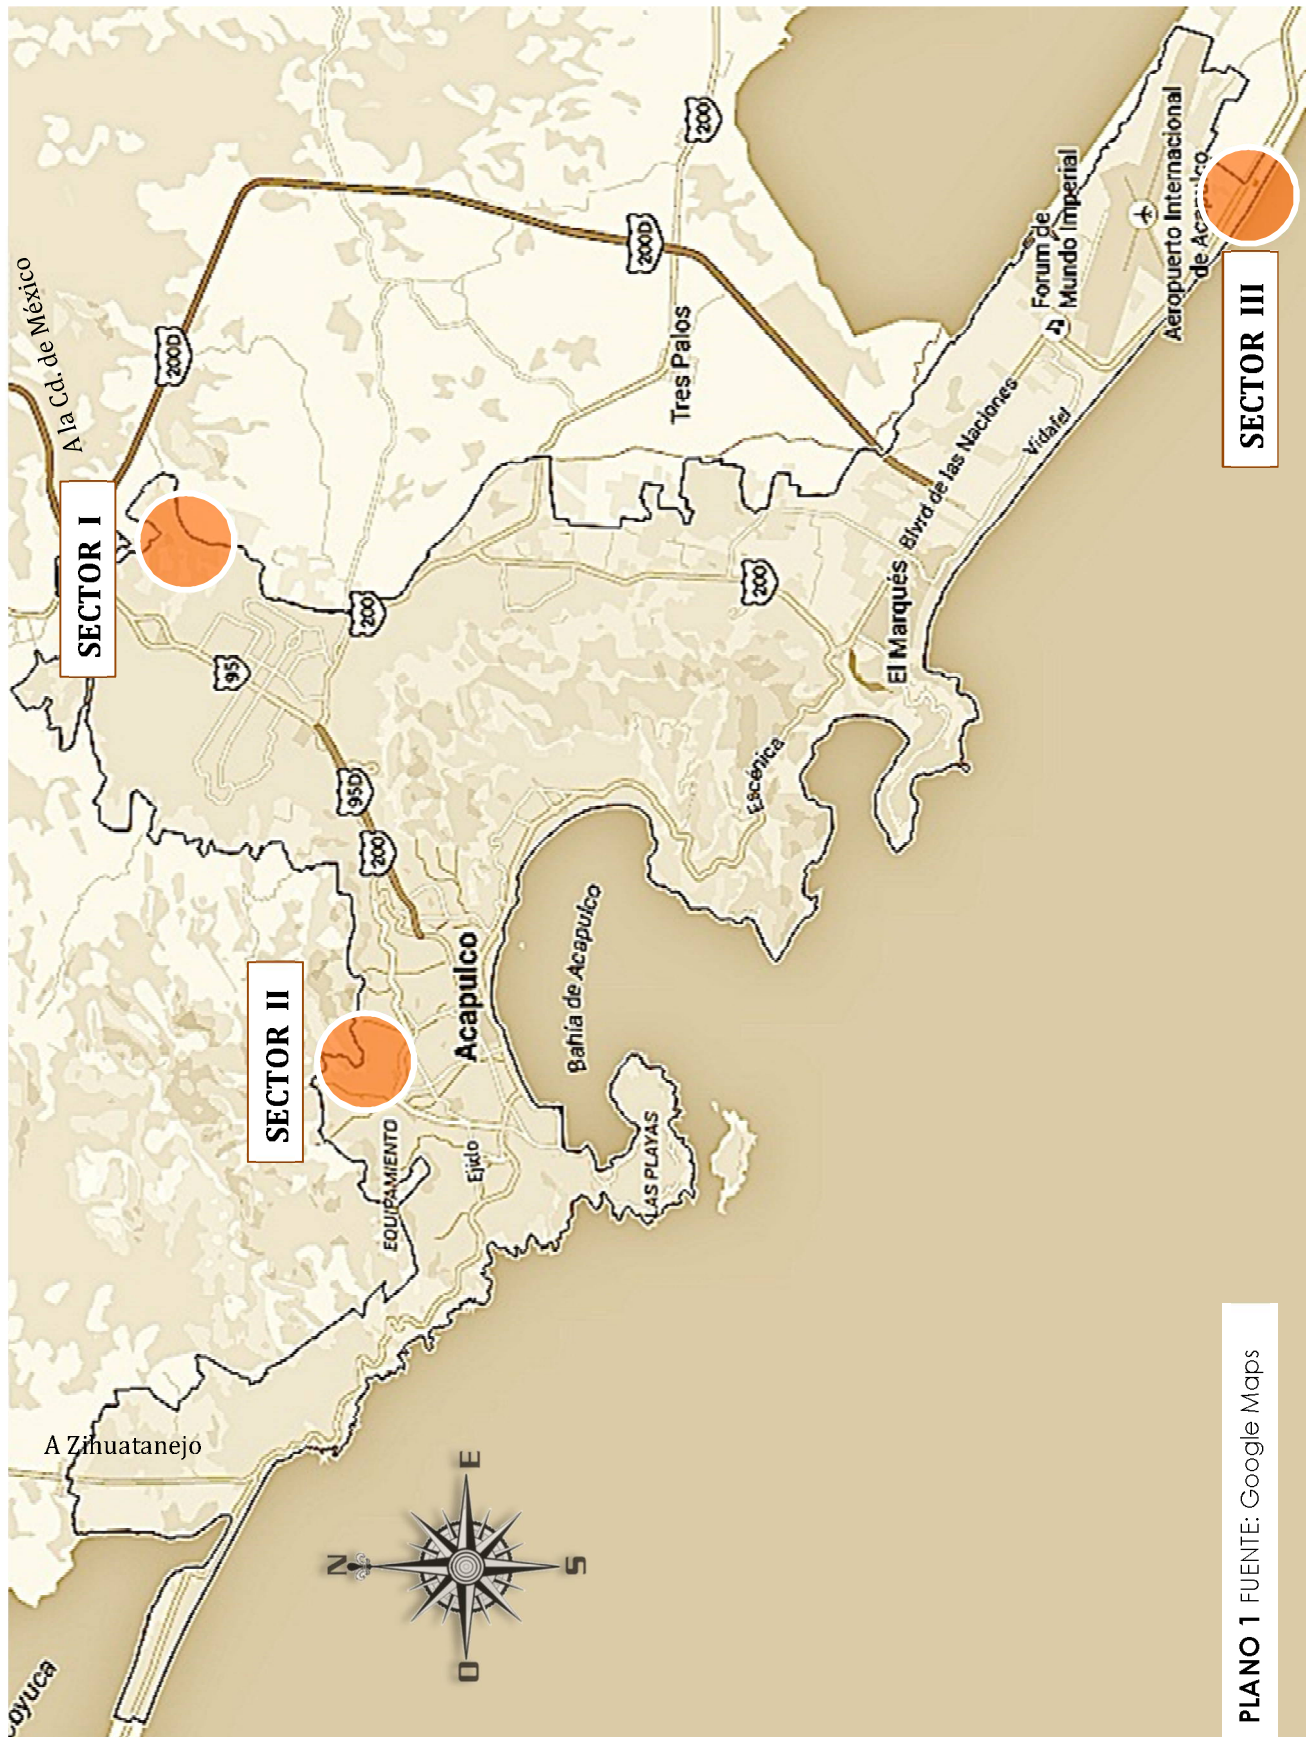 oyuca
A la Cd. de México
A Zihuatanejo
SECTOR I
200D
95
SECTOR II
200
95D
200
N
O
E
S
EQUIPAMIENTO
Acapulco
Ejido
Bahía de Acapulco
LAS PLAYAS
200D
Tres Palos
200
200
Escénica
El Marqués
Blvrd de las Naciones
Vidafel
Forum de
Mundo Imperial
Aeropuerto Internacional
de Acapulco
SECTOR III
PLANO 1 FUENTE: Google Maps